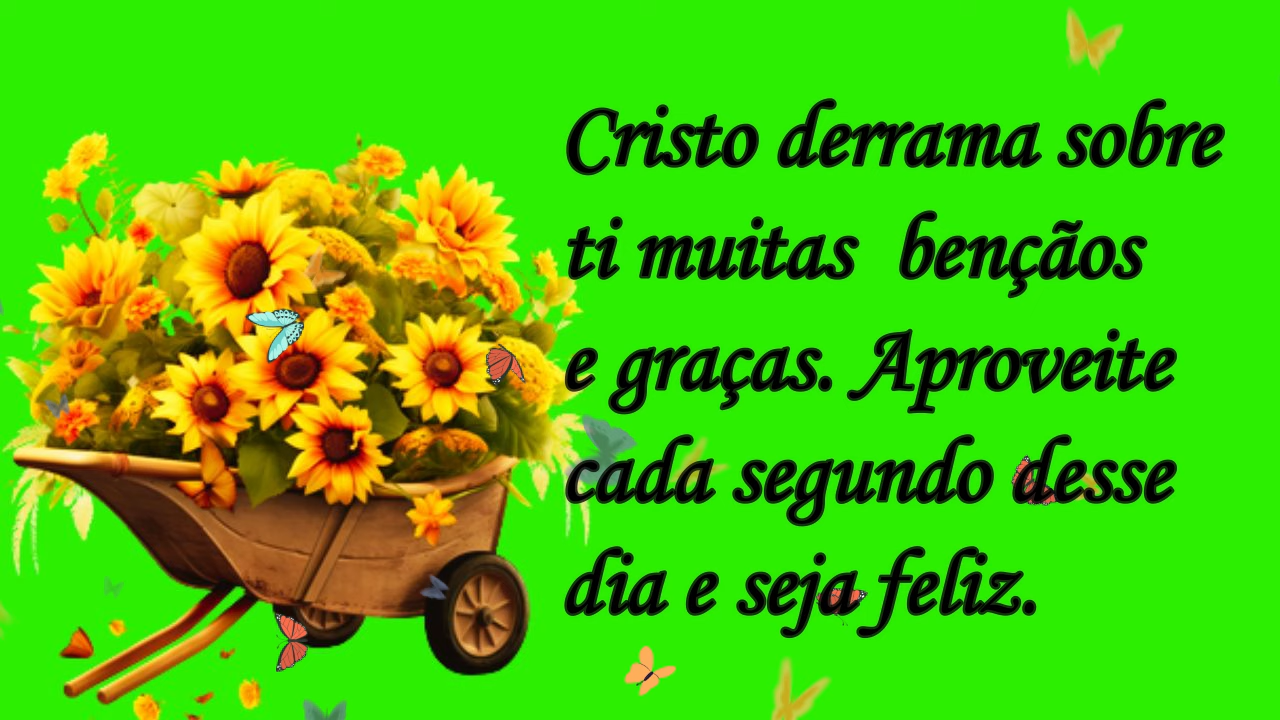 Cristo derrama sobre
ti muitas bençãos
e graças. Aproveite
cada segundo desse
dia e seja feliz.